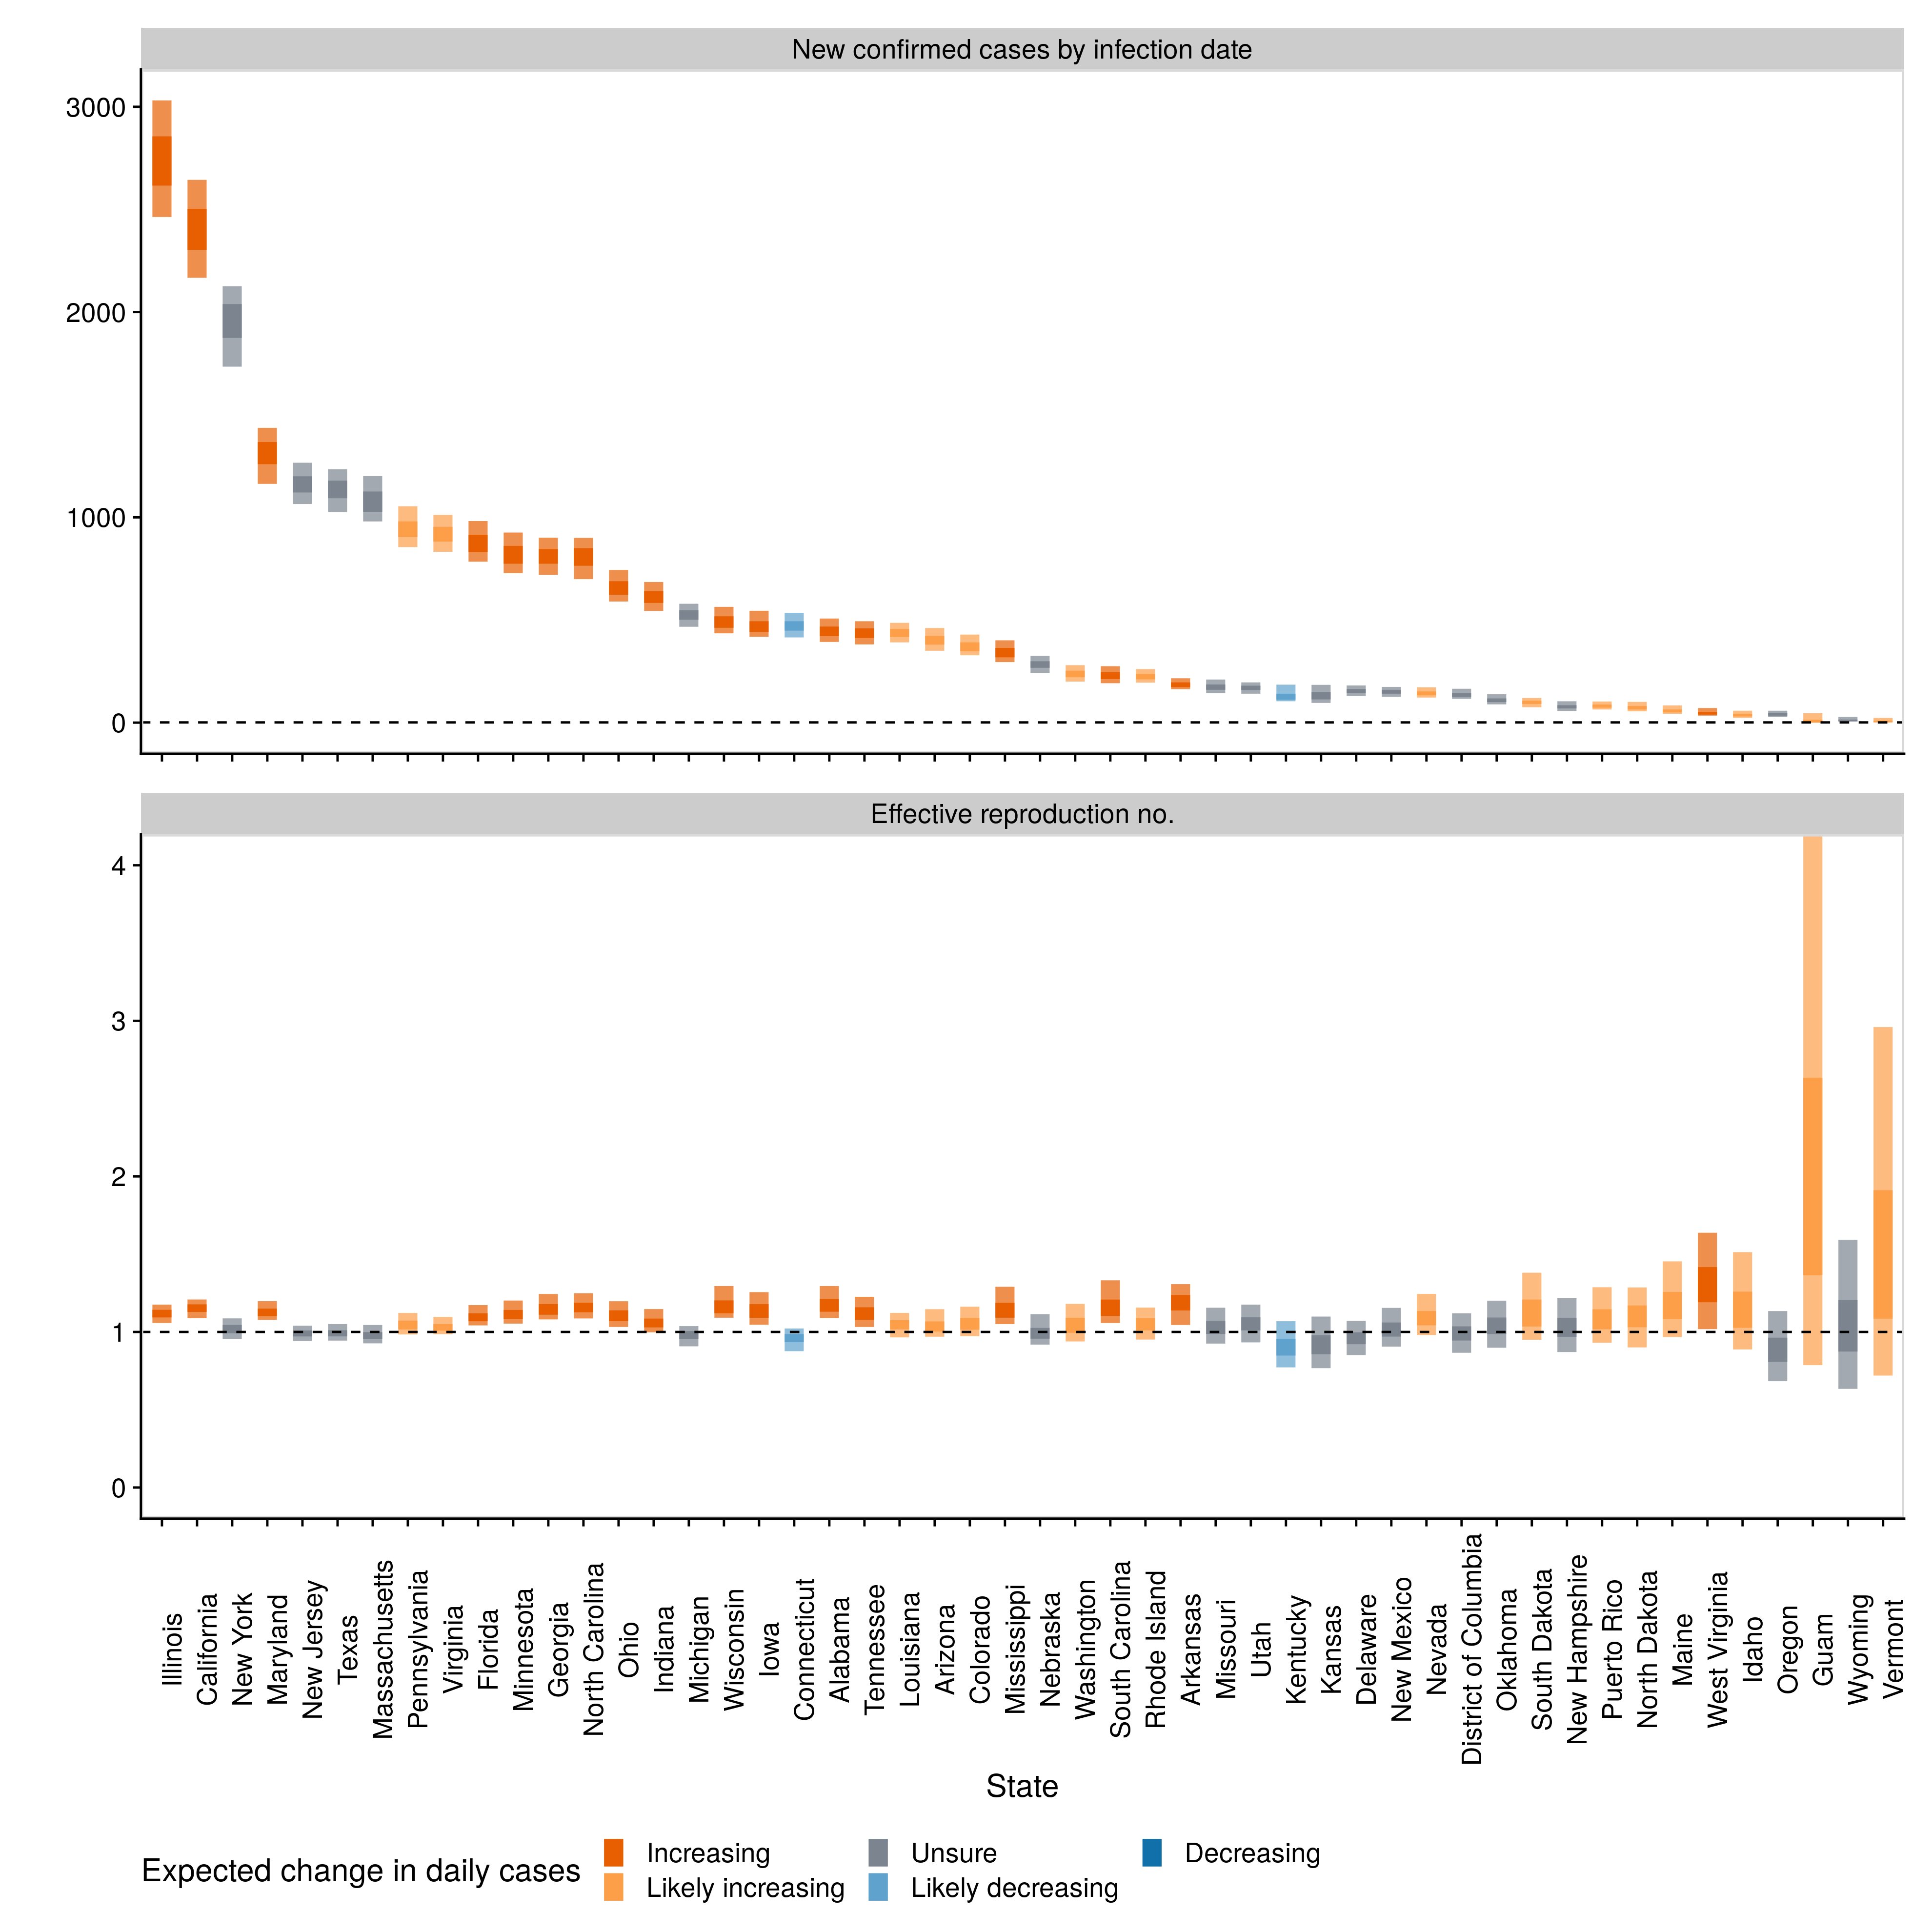 New confirmed cases by infection date
3000
2000
1000
0
Effective reproduction no.
4
3
2
1
0
Illinois
California
New York
Maryland
New Jersey
Texas
Massachusetts
Pennsylvania
Virginia
Florida
Minnesota
Georgia
North Carolina
Ohio
Indiana
Michigan
Wisconsin
Iowa
Connecticut
Alabama
Tennessee
Louisiana
Arizona
Colorado
Mississippi
Nebraska
Washington
South Carolina
Rhode Island
Arkansas
Missouri
Utah
Kentucky
Kansas
Delaware
New Mexico
Nevada
District of Columbia
Oklahoma
South Dakota
New Hampshire
Puerto Rico
North Dakota
Maine
West Virginia
Idaho
Oregon
Guam
Wyoming
Vermont
State
Expected change in daily cases
Increasing
Likely increasing
Unsure
Likely decreasing
Decreasing